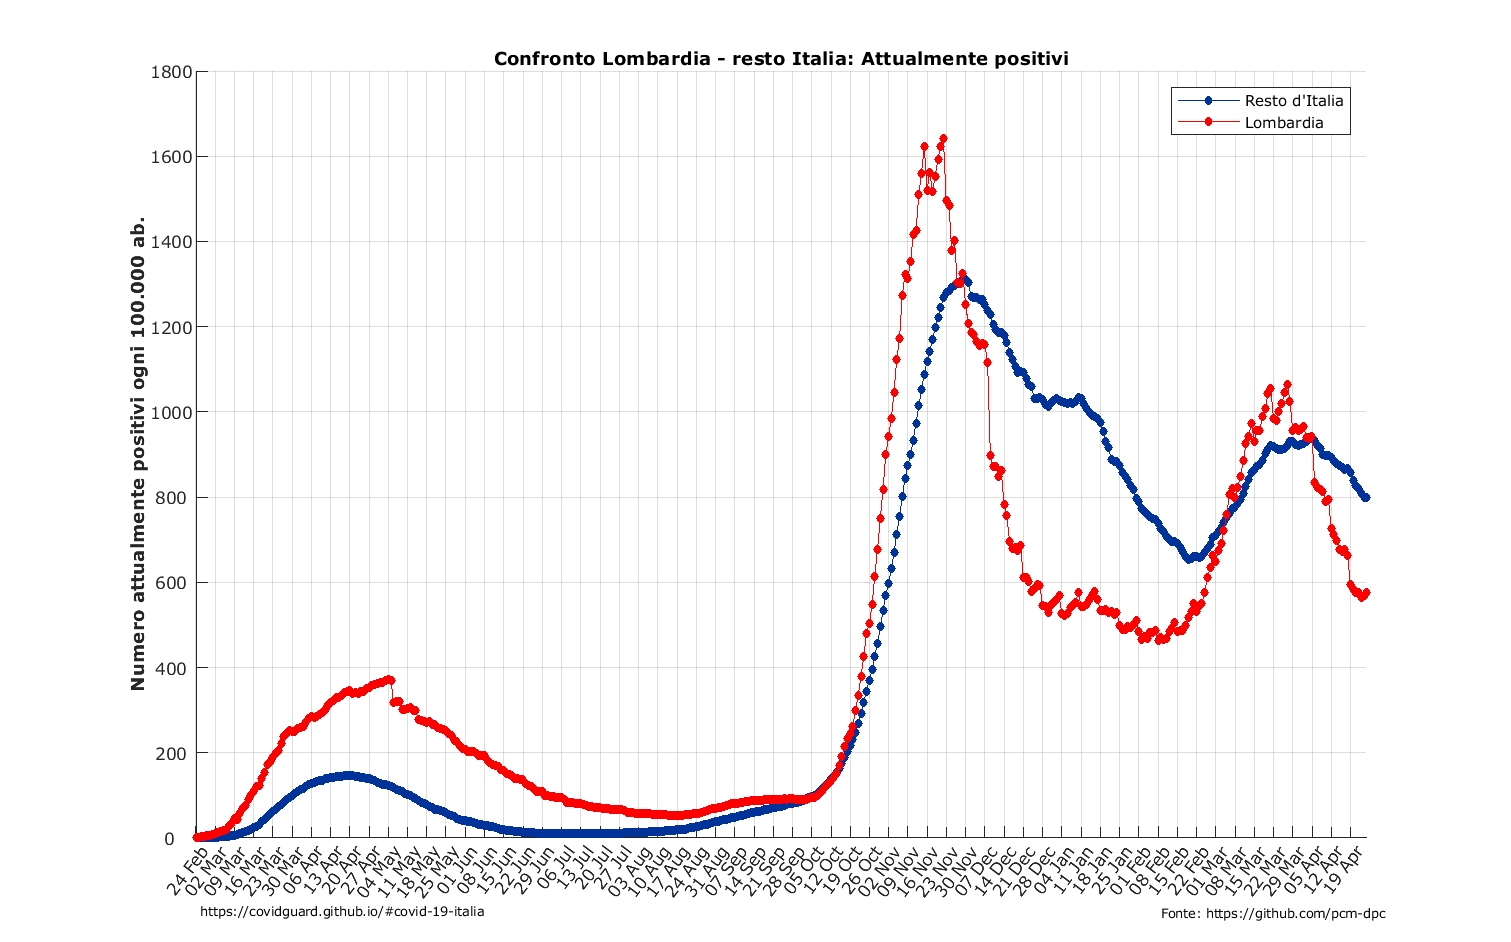 Confronto Lombardia - resto Italia: Attualmente positivi
Resto d'Italia
Lombardia
Numero attualmente positivi ogni 100.000 ab.
1800
1600
1400
1200
1000
800
600
400
200
0
24 Feb
02 Mar
09 Mar
16 Mar
23 Mar
30 Mar
06 Apr
13 Apr
20 Apr
27 Apr
04 May
11 May
18 May
25 May
01 Jun
08 Jun
15 Jun
22 Jun
29 Jun
06 Jul
13 Jul
20 Jul
27 Jul
03 Aug
10 Aug
17 Aug
24 Aug
31 Aug
07 Sep
14 Sep
21 Sep
28 Sep
05 Oct
12 Oct
19 Oct
26 Oct
02 Nov
09 Nov
16 Nov
23 Nov
30 Nov
07 Dec
14 Dec
21 Dec
28 Dec
04 Jan
11 Jan
18 Jan
25 Jan
01 Feb
08 Feb
15 Feb
22 Feb
01 Mar
08 Mar
15 Mar
22 Mar
29 Mar
05 Apr
12 Apr
19 Apr
https://covidguard.github.io/#covid-19-italia
Fonte: https://github.com/pcm-dpc